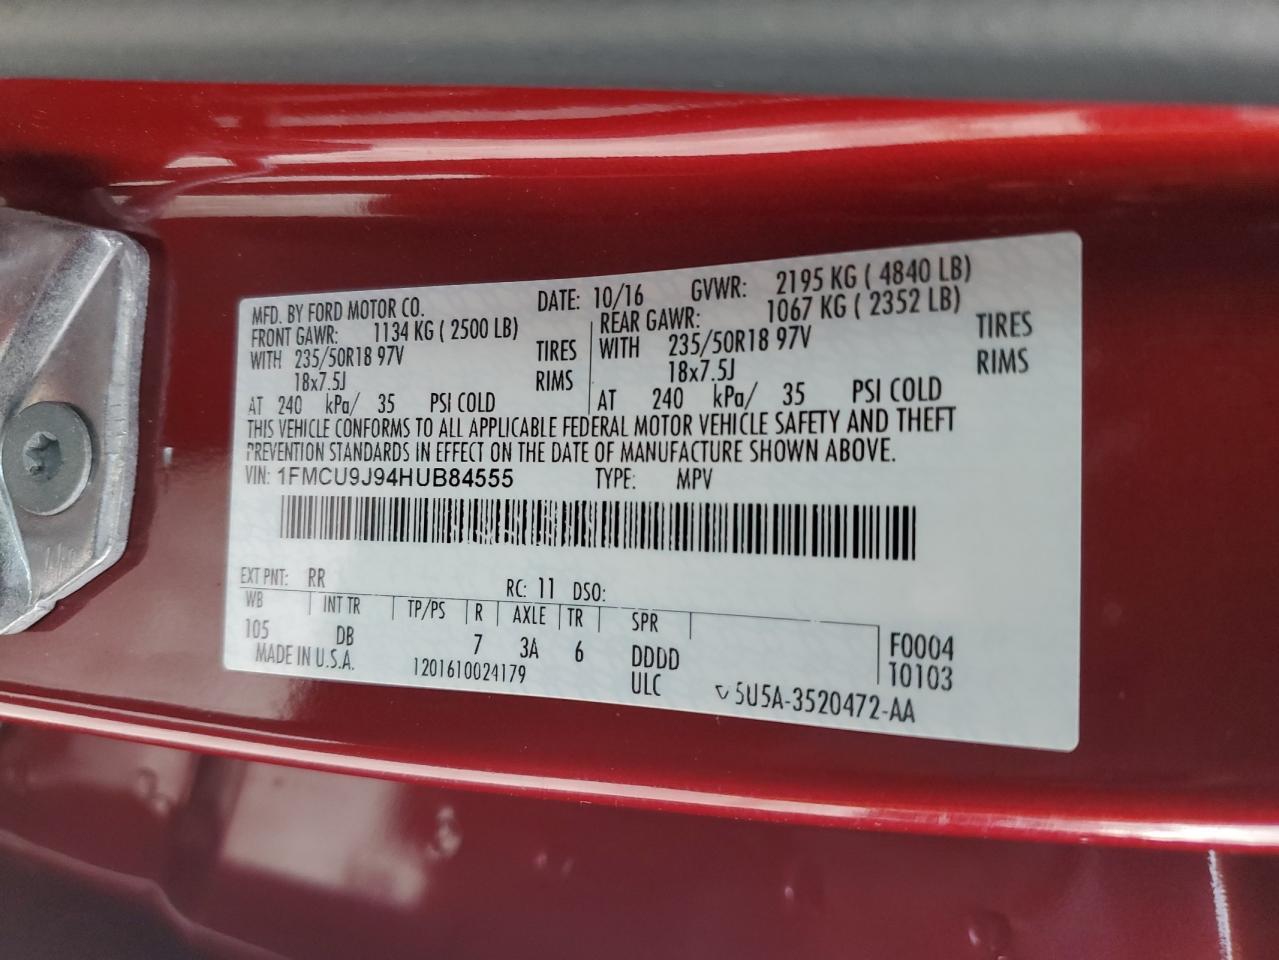 MFD. BY FORD MOTOR CO. DATE: 10/16 GVWR: 2195 KG ( 4840 LB)
FRONT GAWR: 1134 KG ( 2500 LB) REAR GAWR: 1067 KG ( 2352 LB)
WITH 235/50R18 97V TIRES WITH 235/50R18 97V TIRES
18x7.5J RIMS 18x7.5J RIMS
AT 240 kPa/ 35 PSI COLD AT 240 kPa/ 35 PSI COLD
THIS VEHICLE CONFORMS TO ALL APPLICABLE FEDERAL MOTOR VEHICLE SAFETY AND THEFT
PREVENTION STANDARDS IN EFFECT ON THE DATE OF MANUFACTURE SHOWN ABOVE.
VIN: 1FMCU9J94HUB84555 TYPE: MPV
EXT PNT: RR RC: 11 DSO:
WB INT TR TP/PS R AXLE TR SPR
105 DB 7 3A 6 DDDD F0004
MADE IN U.S.A. 1201610024179 ULC T0103
5U5A-3520472-AA